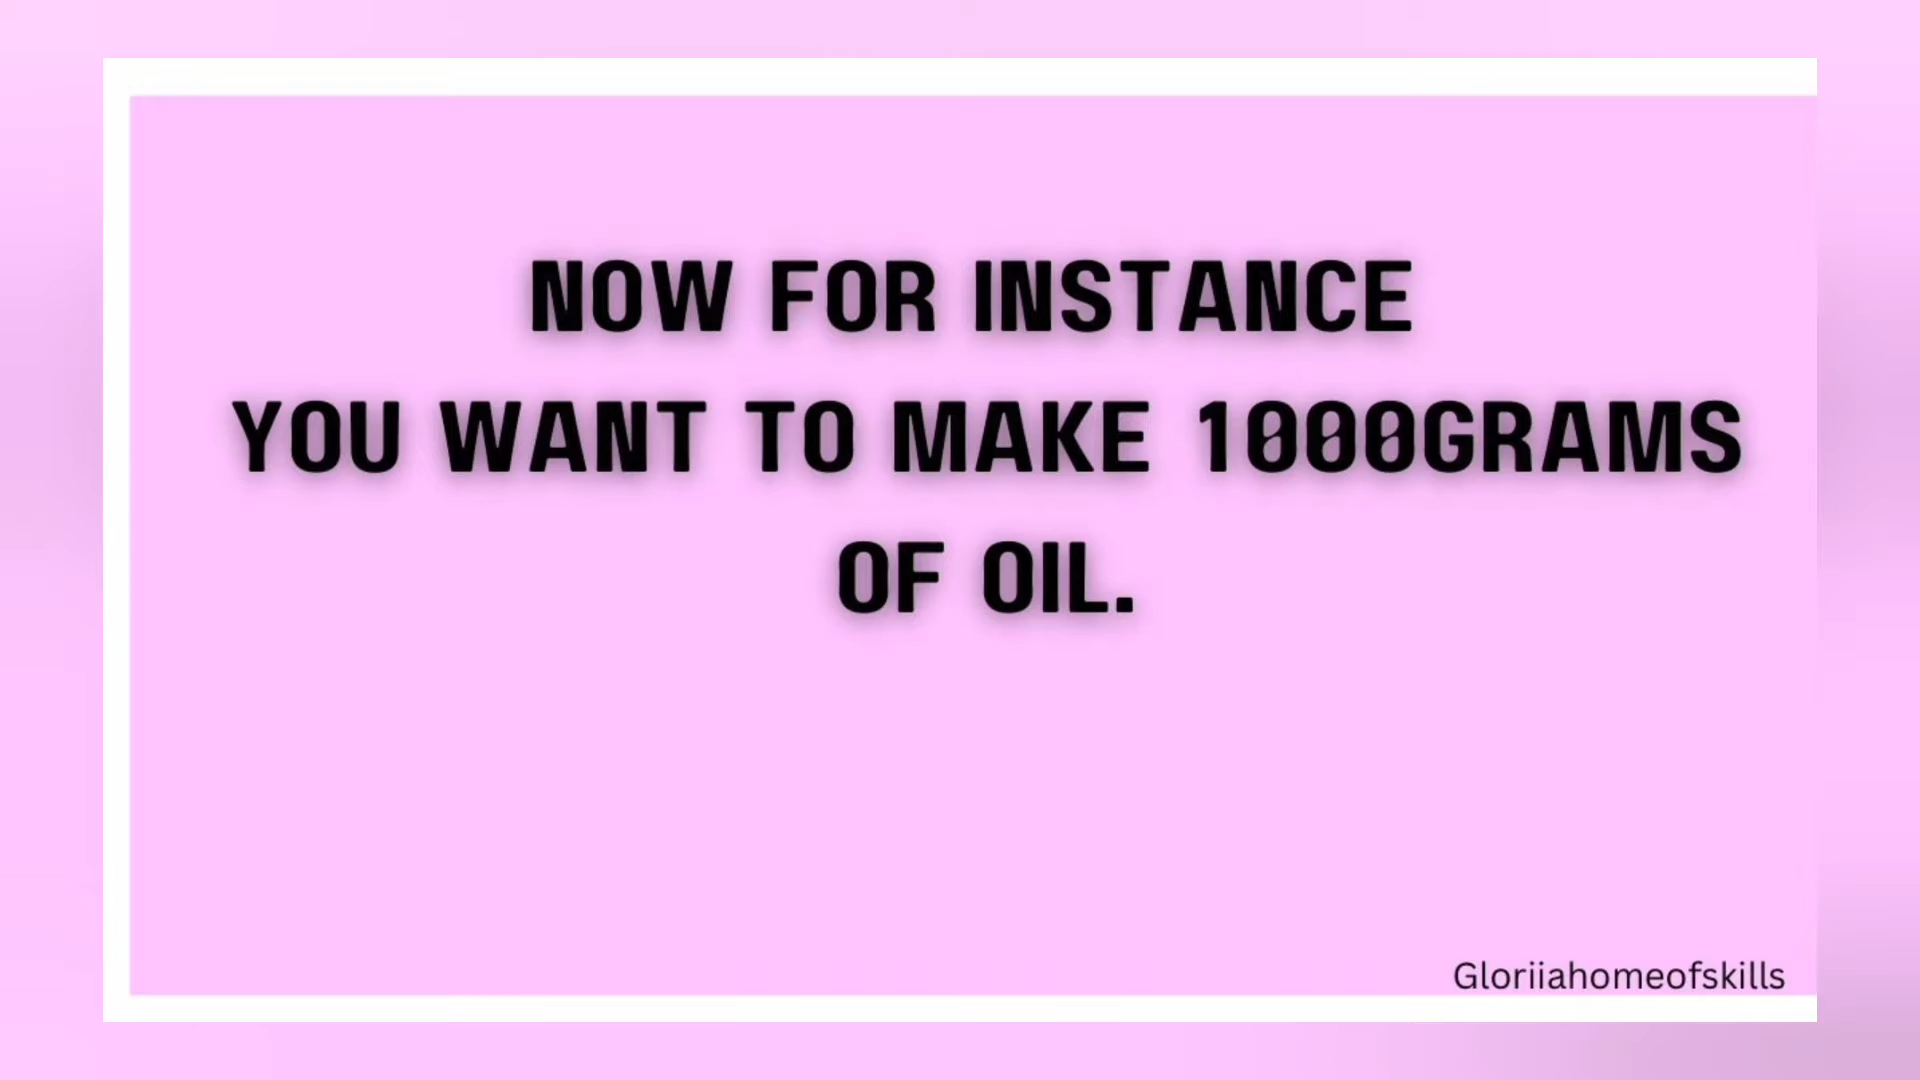 NOW FOR INSTANCE
YOU WANT TO MAKE 1000GRAMS
OF OIL.
Gloriiahomeofskills